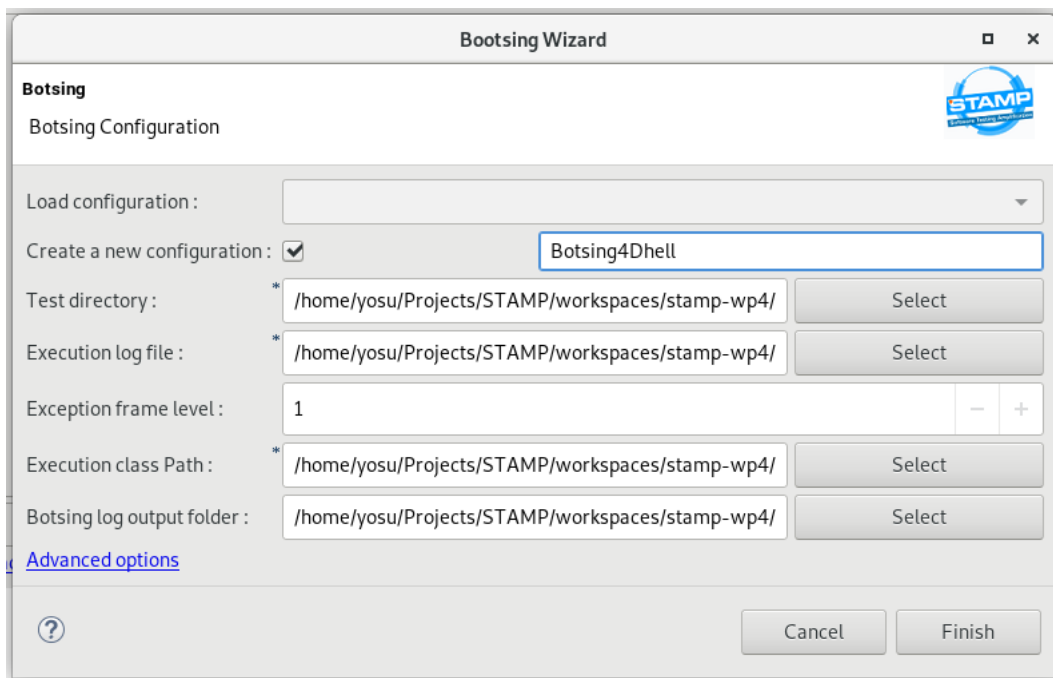 Bootsing Wizard
Botsing
Botsing Configuration
STAMP
Software Testing Amplification
Load configuration :
Create a new configuration : Botsing4Dhell
Test directory : * /home/yosu/Projects/STAMP/workspaces/stamp-wp4/ Select
Execution log file : * /home/yosu/Projects/STAMP/workspaces/stamp-wp4/ Select
Exception frame level : 1 − +
Execution class Path : * /home/yosu/Projects/STAMP/workspaces/stamp-wp4/ Select
Botsing log output folder : /home/yosu/Projects/STAMP/workspaces/stamp-wp4/ Select
Advanced options
? Cancel Finish